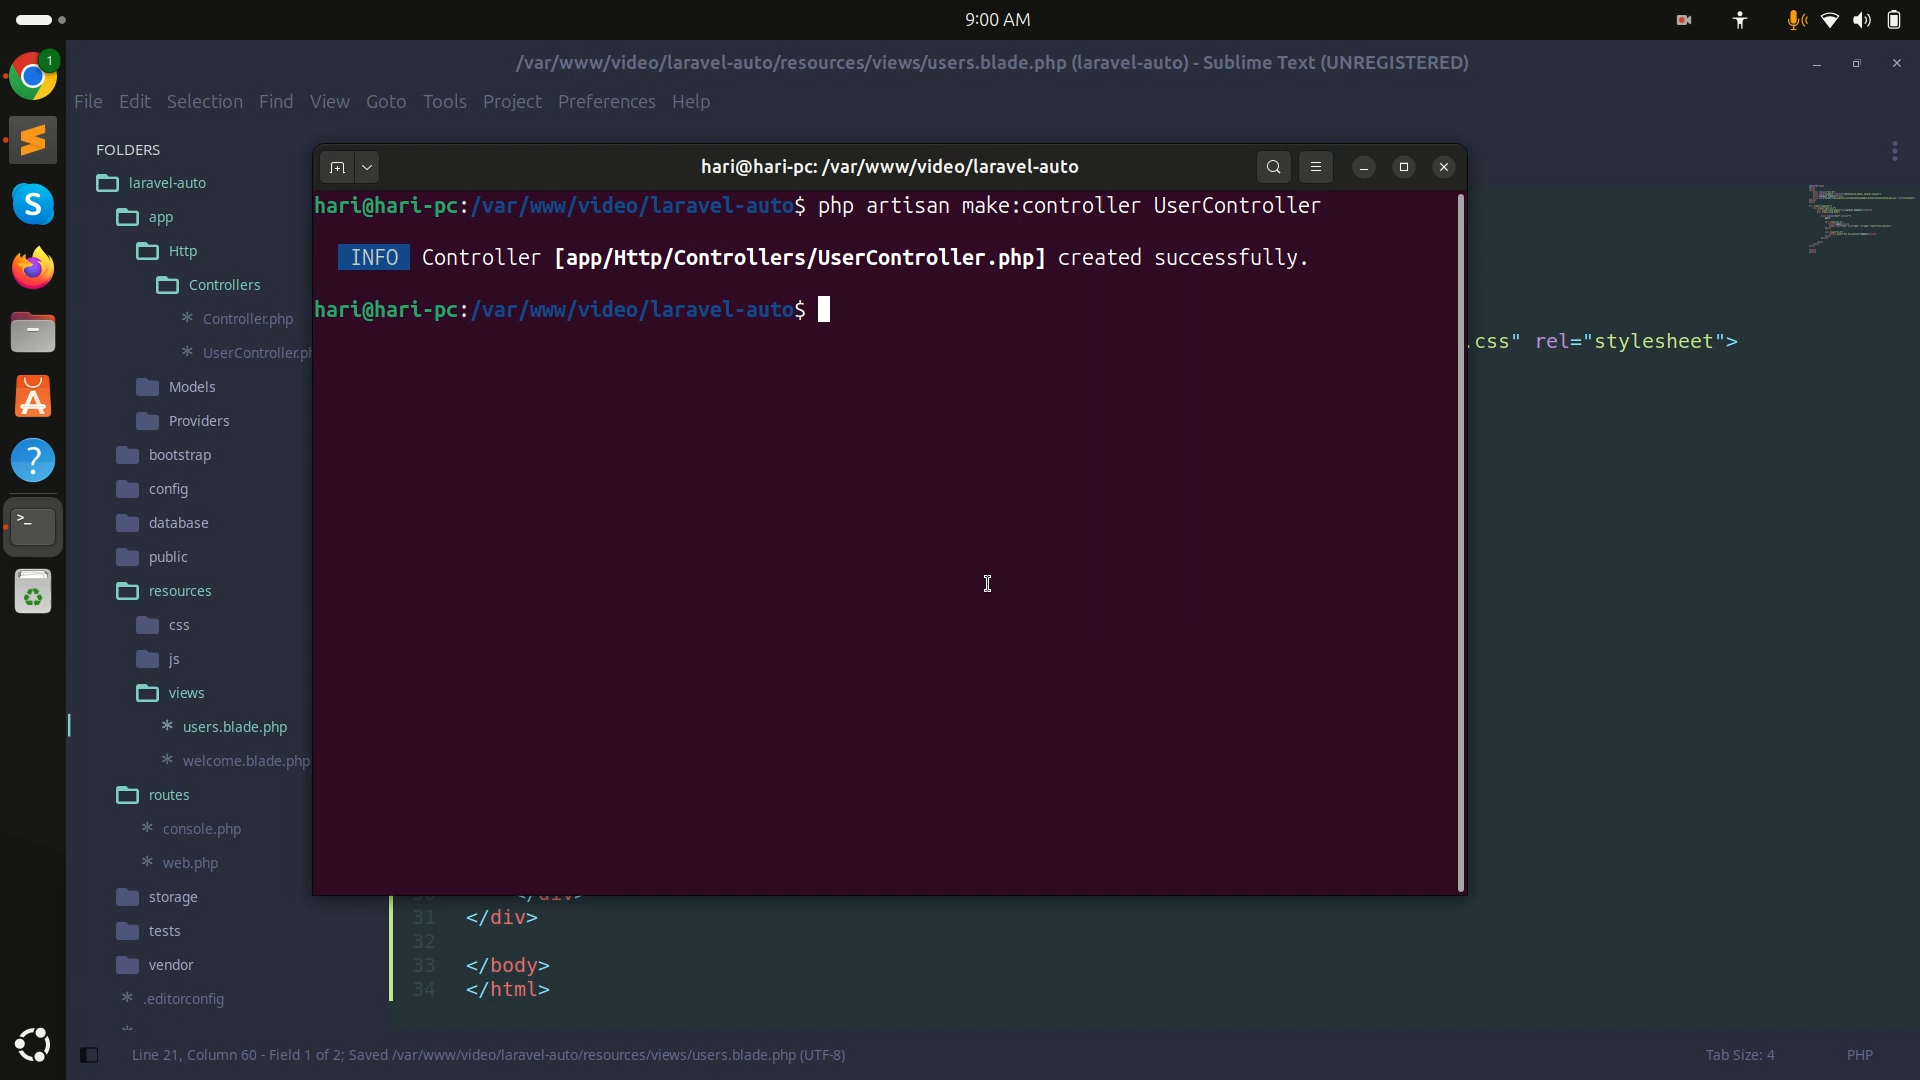 9:00 AM
1
/var/www/video/laravel-auto/resources/views/users.blade.php (laravel-auto) - Sublime Text (UNREGISTERED)
File Edit Selection Find View Goto Tools Project Preferences Help
FOLDERS
laravel-auto
app
Http
Controllers
Controller.php
UserController.ph
Models
Providers
bootstrap
config
database
public
resources
css
js
views
users.blade.php
welcome.blade.php
routes
console.php
web.php
storage
tests
vendor
.editorconfig
hari@hari-pc: /var/www/video/laravel-auto
hari@hari-pc:/var/www/video/laravel-auto$ php artisan make:controller UserController
INFO Controller [app/Http/Controllers/UserController.php] created successfully.
hari@hari-pc:/var/www/video/laravel-auto$
.css" rel="stylesheet">
30 </div>
31 </div>
32
33 </body>
34 </html>
Line 21, Column 60 - Field 1 of 2; Saved /var/www/video/laravel-auto/resources/views/users.blade.php (UTF-8)
Tab Size: 4
PHP